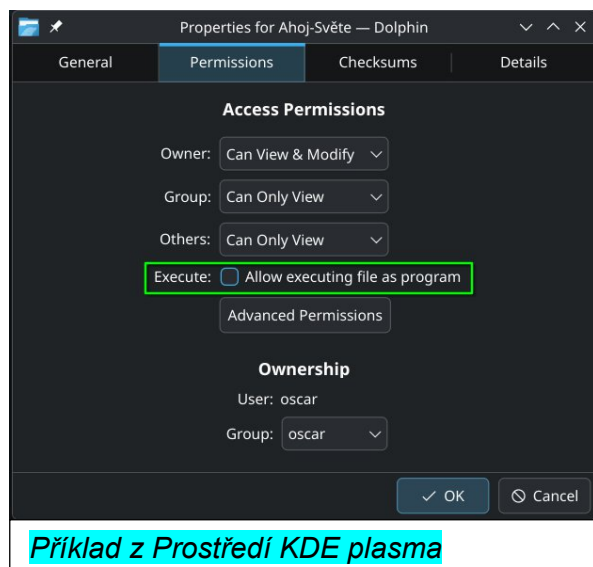 Properties for Ahoj-Světe — Dolphin
General Permissions Checksums Details
Access Permissions
Owner: Can View & Modify
Group: Can Only View
Others: Can Only View
Execute: Allow executing file as program
Advanced Permissions
Ownership
User: oscar
Group: oscar
OK Cancel
Příklad z Prostředí KDE plasma